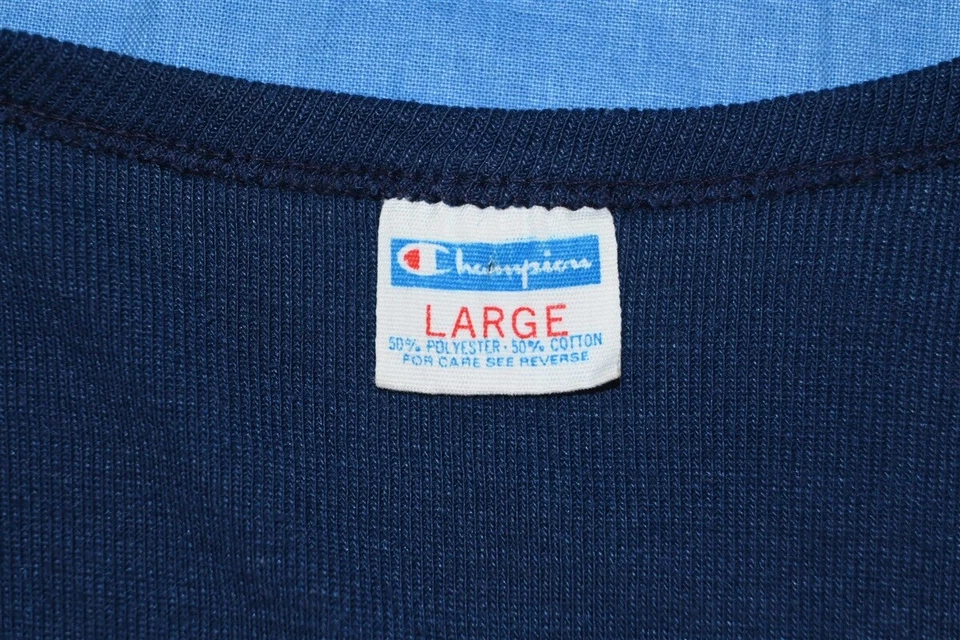 Champion
LARGE
50% POLYESTER · 50% COTTON
FOR CARE SEE REVERSE